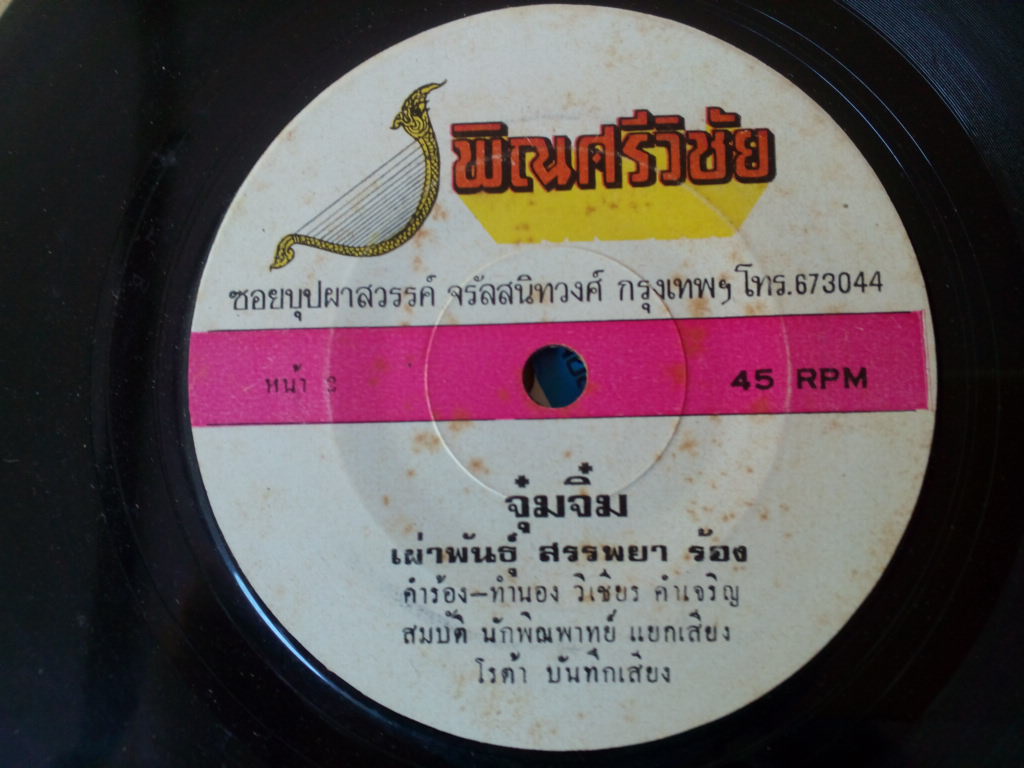 พิณศรีวิชัย
ซอยบุปผาสวรรค์ จรัลสนิทวงศ์ กรุงเทพฯ โทร.673044
หน้า
45 RPM
จุ๋มจิ๋ม
เผ่าพันธุ์ สรรพยา ร้อง
คำร้อง-ทำนอง วิเชียร คำเจริญ
สมบัติ นักพิณพาทย์ แยกเสียง
โรต้า บันทึกเสียง